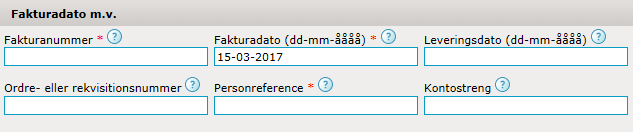 Fakturadato m.v.
Fakturanummer * ? Fakturadato (dd-mm-åååå) * ? Leveringsdato (dd-mm-åååå) ?
15-03-2017
Ordre- eller rekvisitionsnummer ? Personreference * ? Kontostreng ?